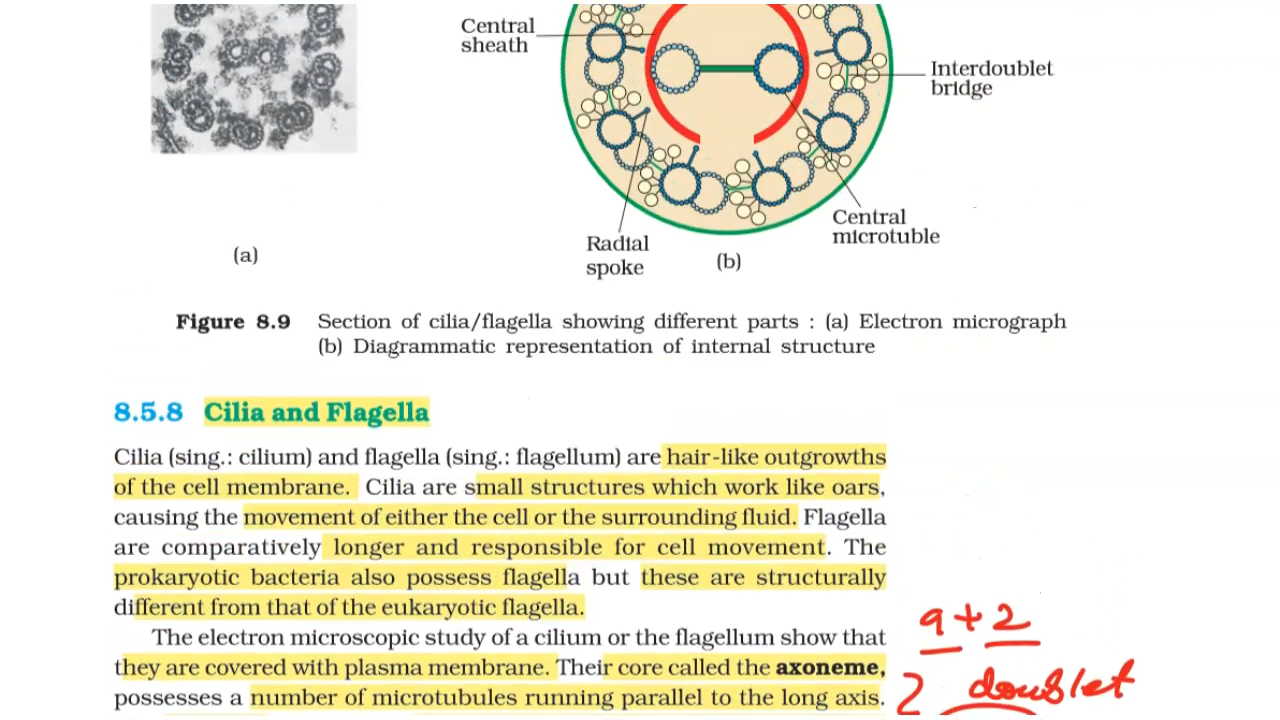 Central
sheath
Interdoublet
bridge
Central
microtuble
Radial
spoke
(a)
(b)
Figure 8.9 Section of cilia/flagella showing different parts : (a) Electron micrograph
(b) Diagrammatic representation of internal structure
8.5.8 Cilia and Flagella
Cilia (sing.: cilium) and flagella (sing.: flagellum) are hair-like outgrowths
of the cell membrane. Cilia are small structures which work like oars,
causing the movement of either the cell or the surrounding fluid. Flagella
are comparatively longer and responsible for cell movement. The
prokaryotic bacteria also possess flagella but these are structurally
different from that of the eukaryotic flagella.
The electron microscopic study of a cilium or the flagellum show that
they are covered with plasma membrane. Their core called the axoneme,
possesses a number of microtubules running parallel to the long axis.
9+2
2 doublet